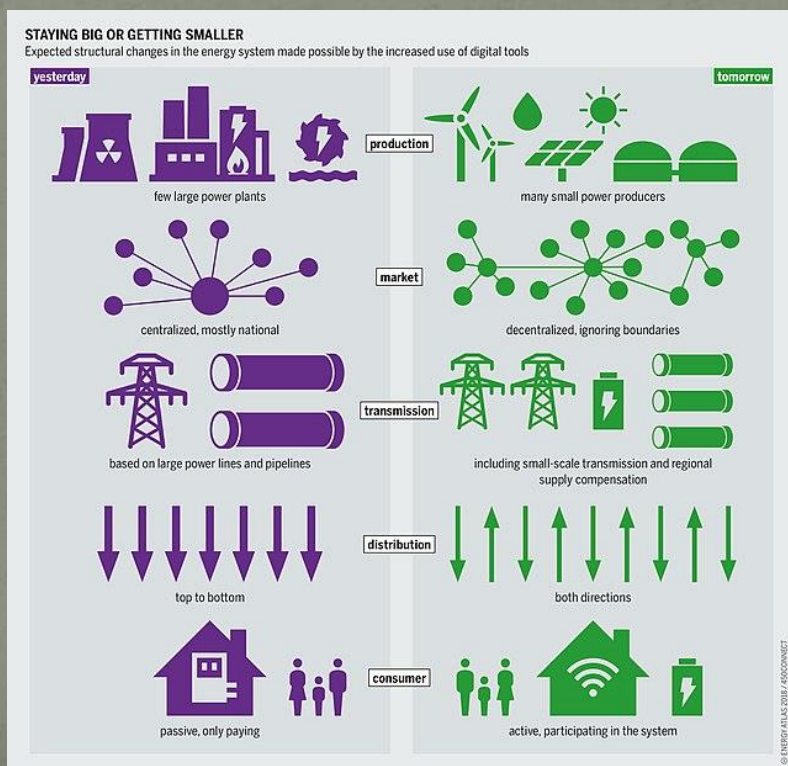 STAYING BIG OR GETTING SMALLER
Expected structural changes in the energy system made possible by the increased use of digital tools
yesterday
tomorrow
production
few large power plants
many small power producers
market
centralized, mostly national
decentralized, ignoring boundaries
transmission
based on large power lines and pipelines
including small-scale transmission and regional
supply compensation
distribution
top to bottom
both directions
consumer
passive, only paying
active, participating in the system
© ENERGY ATLAS 2018 / 450CONNECT